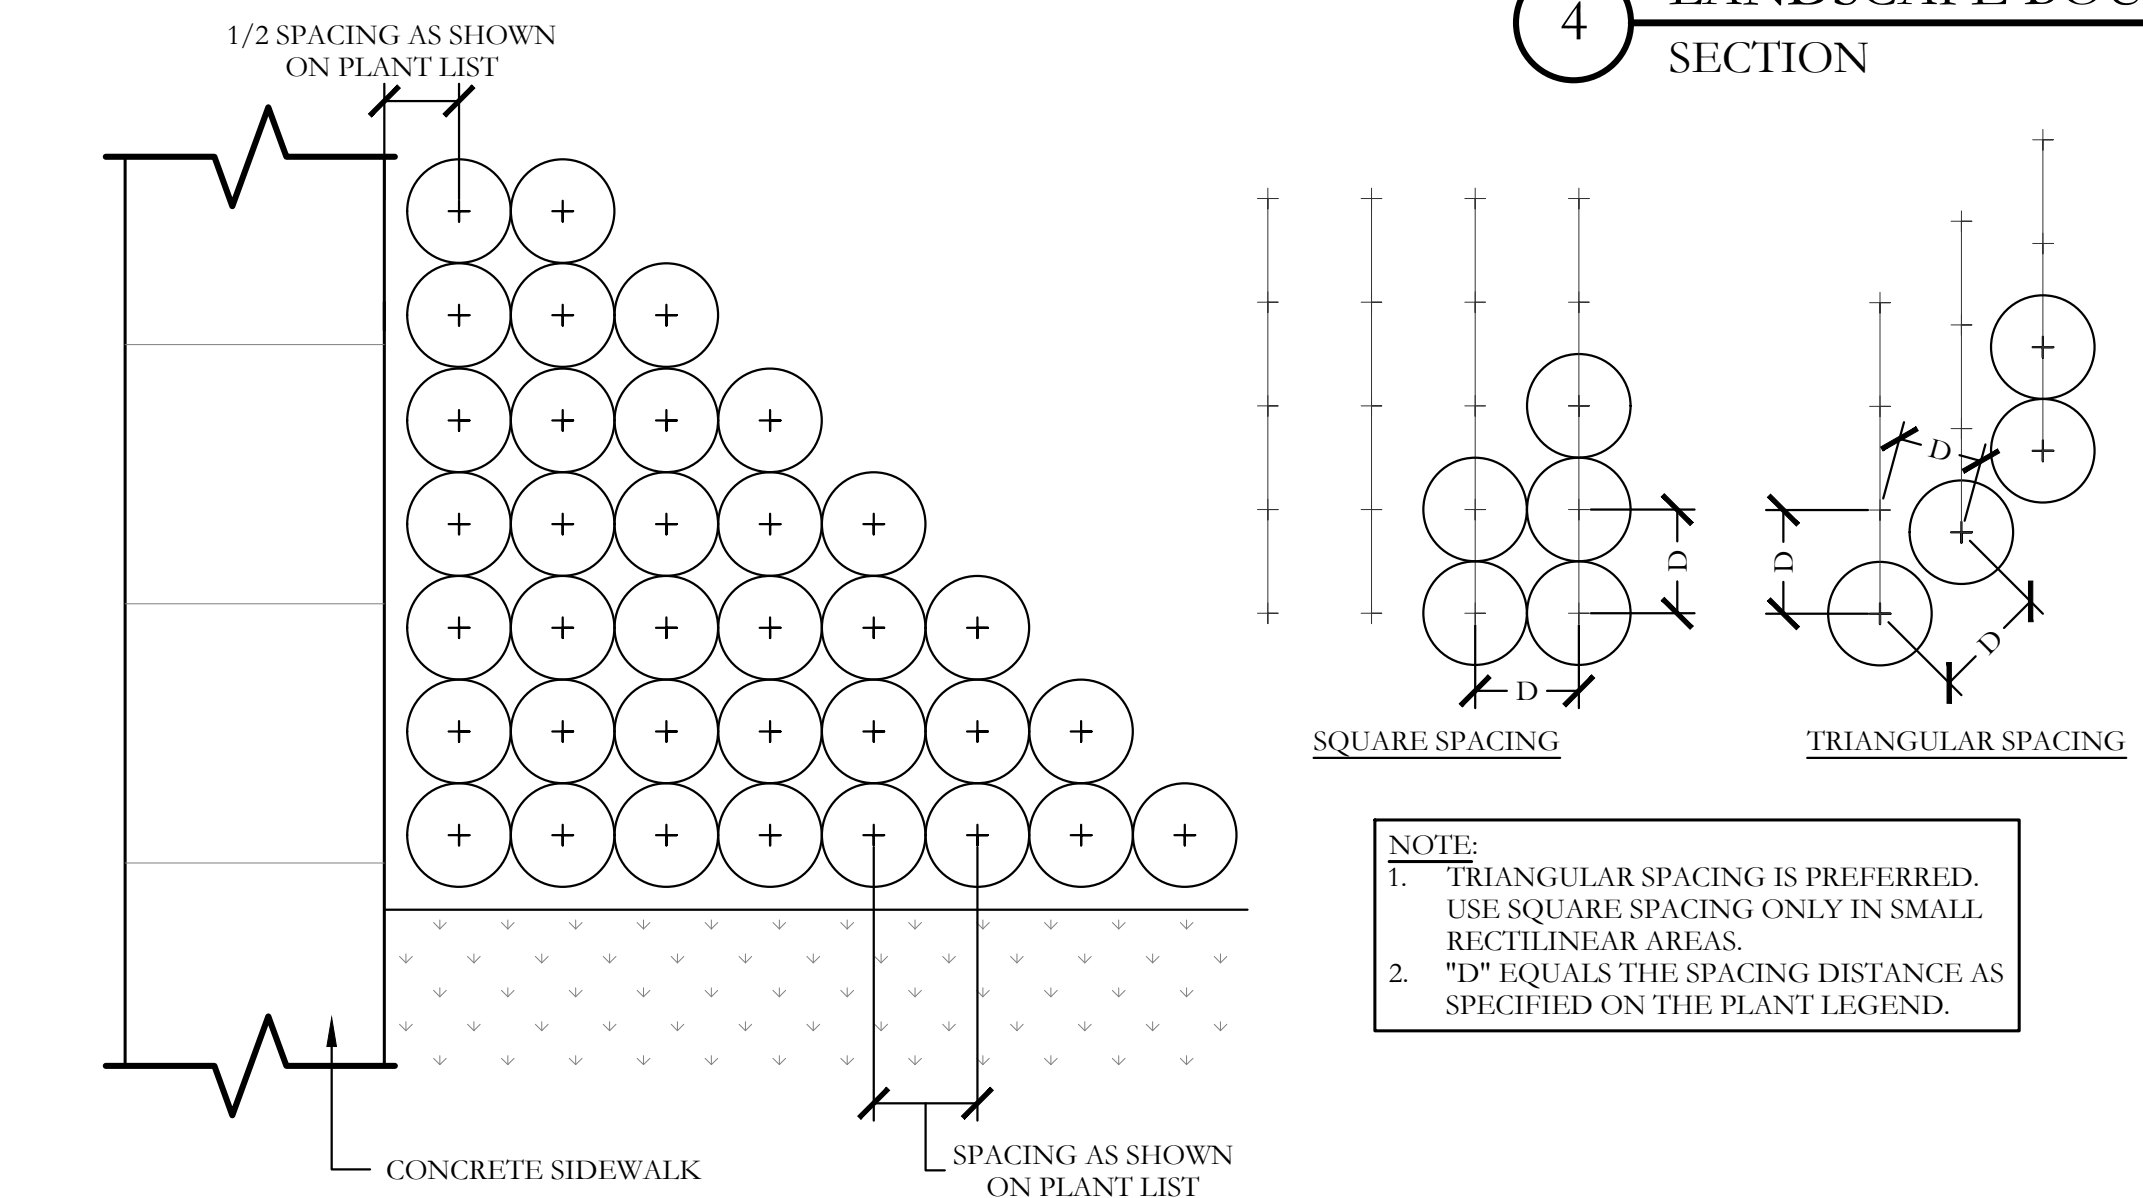 4
SECTION
1/2 SPACING AS SHOWN
ON PLANT LIST
D
D
D
D
D
SQUARE SPACING
TRIANGULAR SPACING
NOTE:
1. TRIANGULAR SPACING IS PREFERRED.
USE SQUARE SPACING ONLY IN SMALL
RECTILINEAR AREAS.
2. "D" EQUALS THE SPACING DISTANCE AS
SPECIFIED ON THE PLANT LEGEND.
CONCRETE SIDEWALK
SPACING AS SHOWN
ON PLANT LIST